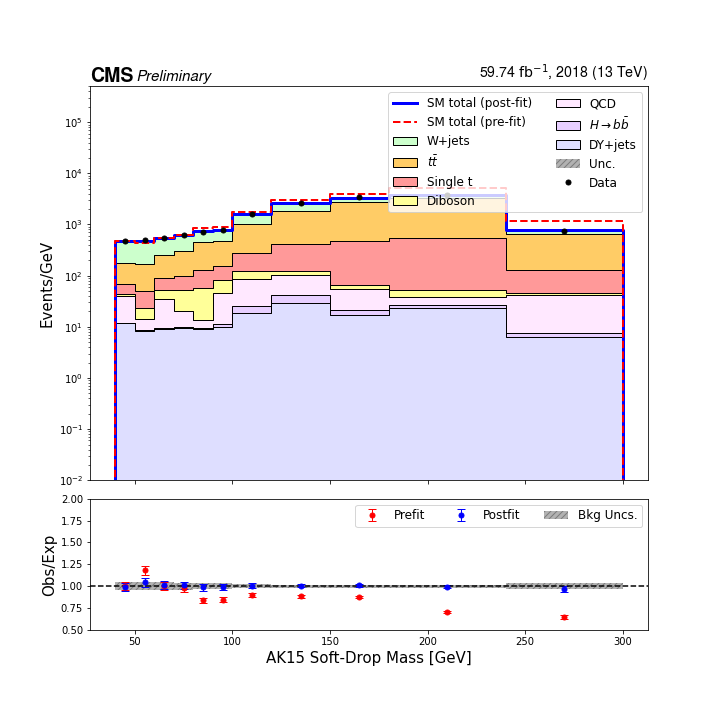 CMS Preliminary 59.74 fb⁻¹, 2018 (13 TeV)
Events/GeV
10⁵
10⁴
10³
10²
10¹
10⁰
10⁻¹
10⁻²
SM total (post-fit)
SM total (pre-fit)
W+jets
tt̄
Single t
Diboson
QCD
H→bb̄
DY+jets
Unc.
Data
Obs/Exp
2.00
1.75
1.50
1.25
1.00
0.75
0.50
Prefit Postfit Bkg Uncs.
50 100 150 200 250 300
AK15 Soft-Drop Mass [GeV]